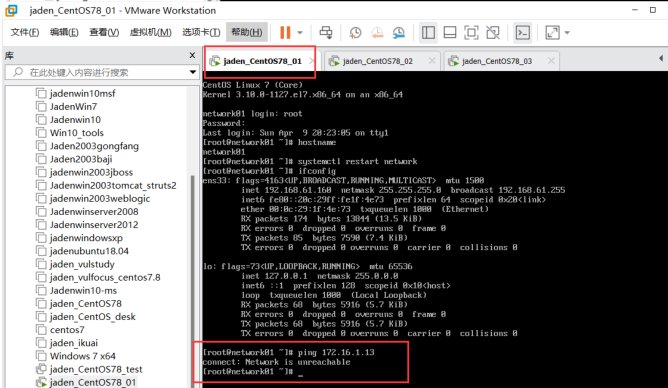 jaden_CentOS78_01 - VMware Workstation
文件(F) 编辑(E) 查看(V) 虚拟机(M) 选项卡(T) 帮助(H)
库
在此处键入内容进行搜索
jadenwin10msf
JadenWin7
Jadenwin10
Win10_tools
Jaden2003gongfang
Jaden2003baji
jadenwin2003jboss
Jadenwin2003tomcat_struts2
jadenwin2003weblogic
Jadenwinserver2008
Jadenwinserver2012
jadenwindowsxp
jadenubuntu18.04
jaden_vulstudy
jaden_vulfocus_centos7.8
Jadenwin10-ms
jaden_CentOS78
jaden_CentOS_desk
centos7
jaden_ikuai
Windows 7 x64
jaden_CentOS78_test
jaden_CentOS78_01
jaden_CentOS78_01
jaden_CentOS78_02
jaden_CentOS78_03
CentOS Linux 7 (Core)
Kernel 3.10.0-1127.el7.x86_64 on an x86_64
network01 login: root
Password:
Last login: Sun Apr 9 20:23:05 on tty1
[root@network01 ~]# hostname
network01
[root@network01 ~]# systemctl restart network
[root@network01 ~]# ifconfig
ens33: flags=4163<UP,BROADCAST,RUNNING,MULTICAST> mtu 1500
inet 192.168.61.160 netmask 255.255.255.0 broadcast 192.168.61.255
inet6 fe80::20c:29ff:fe1f:4e73 prefixlen 64 scopeid 0x20<link>
ether 00:0c:29:1f:4e:73 txqueuelen 1000 (Ethernet)
RX packets 174 bytes 13844 (13.5 KiB)
RX errors 0 dropped 0 overruns 0 frame 0
TX packets 85 bytes 7590 (7.4 KiB)
TX errors 0 dropped 0 overruns 0 carrier 0 collisions 0
lo: flags=73<UP,LOOPBACK,RUNNING> mtu 65536
inet 127.0.0.1 netmask 255.0.0.0
inet6 ::1 prefixlen 128 scopeid 0x10<host>
loop txqueuelen 1000 (Local Loopback)
RX packets 68 bytes 5916 (5.7 KiB)
RX errors 0 dropped 0 overruns 0 frame 0
TX packets 68 bytes 5916 (5.7 KiB)
TX errors 0 dropped 0 overruns 0 carrier 0 collisions 0
[root@network01 ~]# ping 172.16.1.13
connect: Network is unreachable
[root@network01 ~]# _